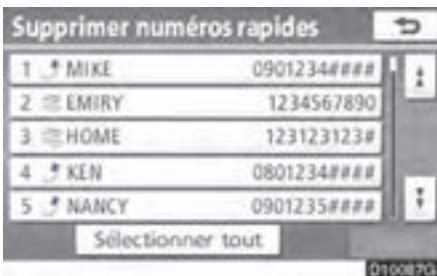 Supprimer numéros rapides
1 MIKE 0901234####
2 EMIRY 1234567890
3 HOME 123123123#
4 KEN 0801234####
5 NANCY 0901235####
Sélectionner tout
D10087G